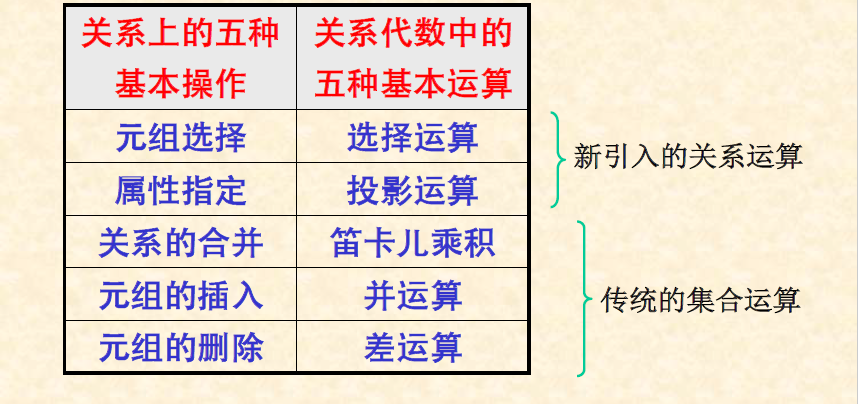 关系上的五种 关系代数中的
基本操作 五种基本运算
元组选择 选择运算
属性指定 投影运算
新引入的关系运算
关系的合并 笛卡儿乘积
元组的插入 并运算
传统的集合运算
元组的删除 差运算